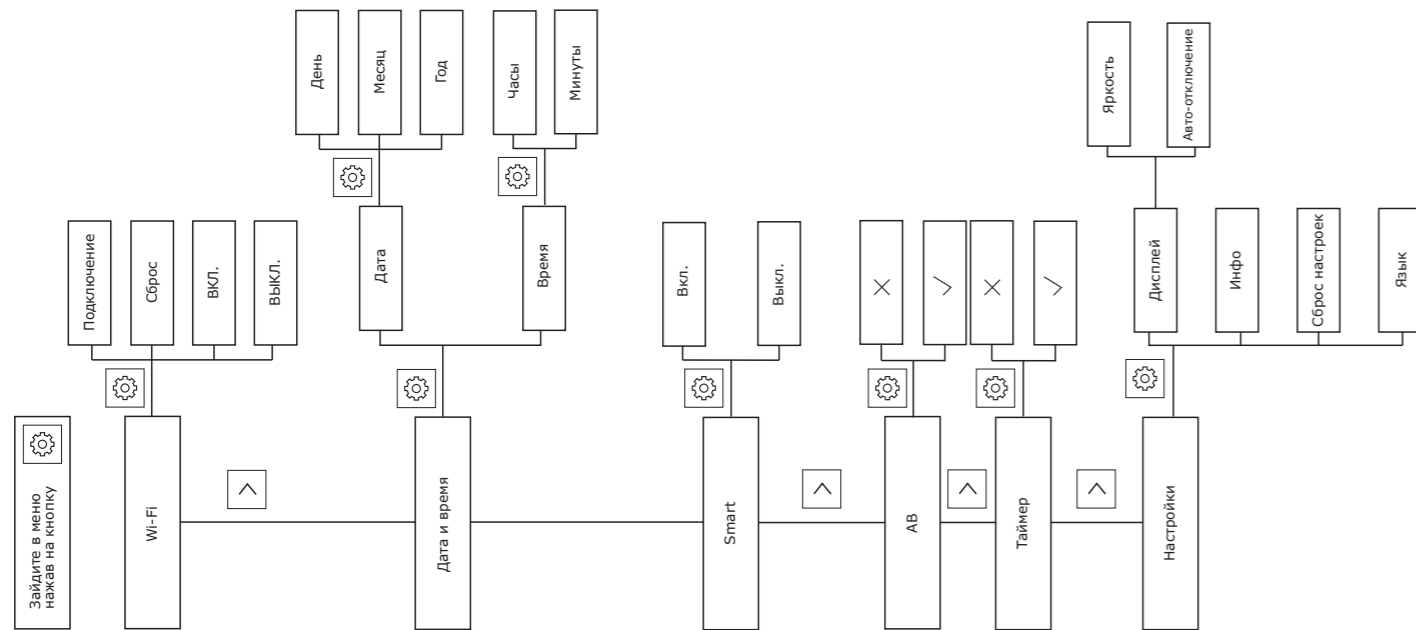 Зайдите в меню
нажав на кнопку
Wi-Fi
Подключение
Сброс
ВКЛ.
ВЫКЛ.
Дата и время
Дата
День
Месяц
Год
Время
Часы
Минуты
Smart
Вкл.
Выкл.
АВ
Таймер
Настройки
Дисплей
Яркость
Авто-отключение
Инфо
Сброс настроек
Язык